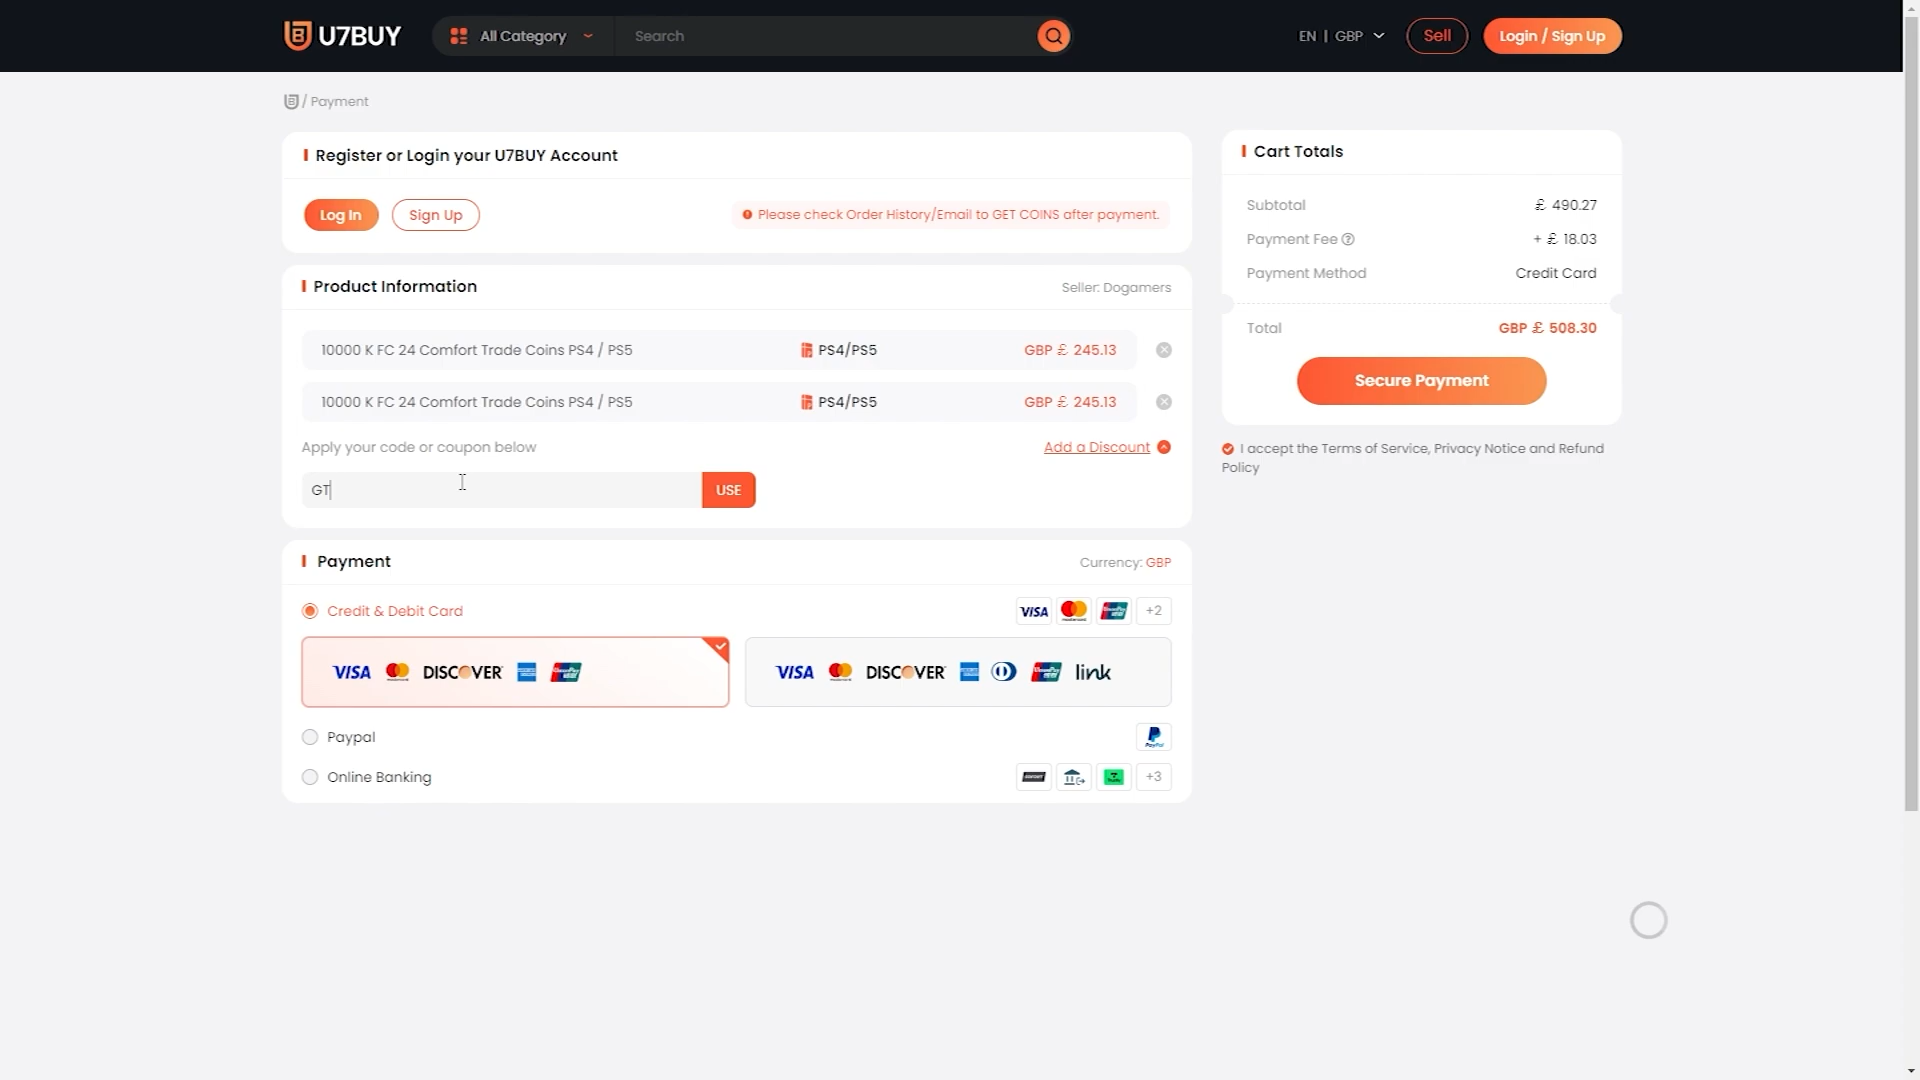 U7BUY
All Category
Search
EN | GBP
Sell
Login / Sign Up
/ Payment
Register or Login your U7BUY Account
Log In
Sign Up
Please check Order History/Email to GET COINS after payment.
Product Information
Seller: Dogamers
10000 K FC 24 Comfort Trade Coins PS4 / PS5
PS4/PS5
GBP £ 245.13
10000 K FC 24 Comfort Trade Coins PS4 / PS5
PS4/PS5
GBP £ 245.13
Apply your code or coupon below
Add a Discount
GT
USE
Payment
Currency: GBP
Credit & Debit Card
VISA
mastercard
+2
VISA
DISCOVER
VISA
DISCOVER
link
Paypal
PayPal
Online Banking
+3
Cart Totals
Subtotal
£ 490.27
Payment Fee
+ £ 18.03
Payment Method
Credit Card
Total
GBP £ 508.30
Secure Payment
I accept the Terms of Service, Privacy Notice and Refund
Policy